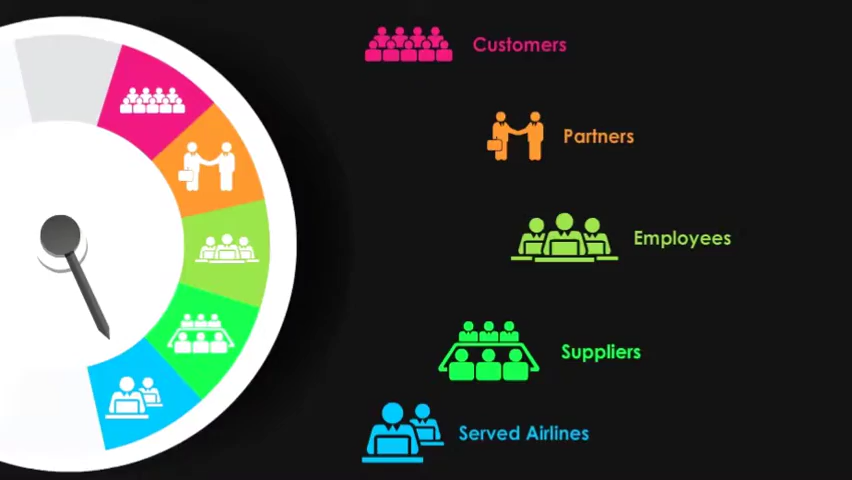 Customers
Partners
Employees
Suppliers
Served Airlines